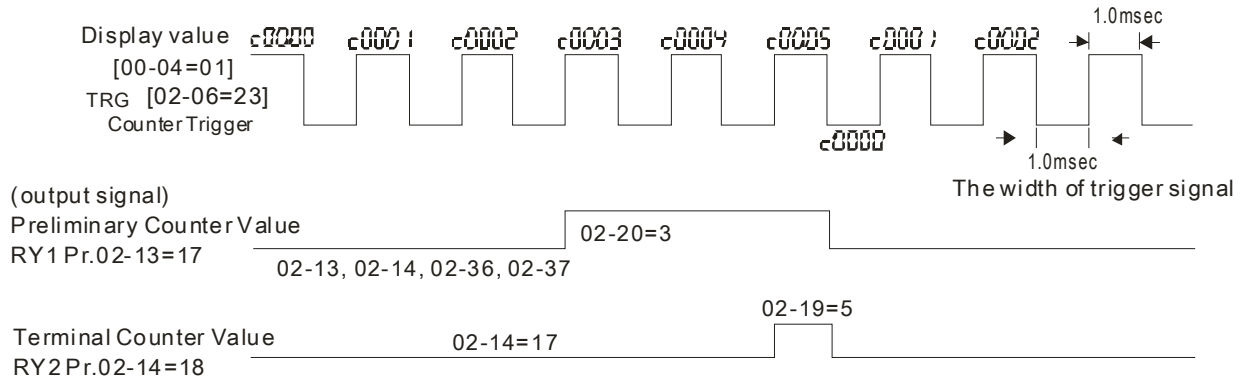 1.0msec
Display value c0000 c0001 c0002 c0003 c0004 c0005 c0001 c0002
[00-04=01]
TRG [02-06=23]
Counter Trigger
c0000
1.0msec
The width of trigger signal
(output signal)
Preliminary Counter Value
02-20=3
RY1 Pr.02-13=17
02-13, 02-14, 02-36, 02-37
02-19=5
Terminal Counter Value
02-14=17
RY2 Pr.02-14=18